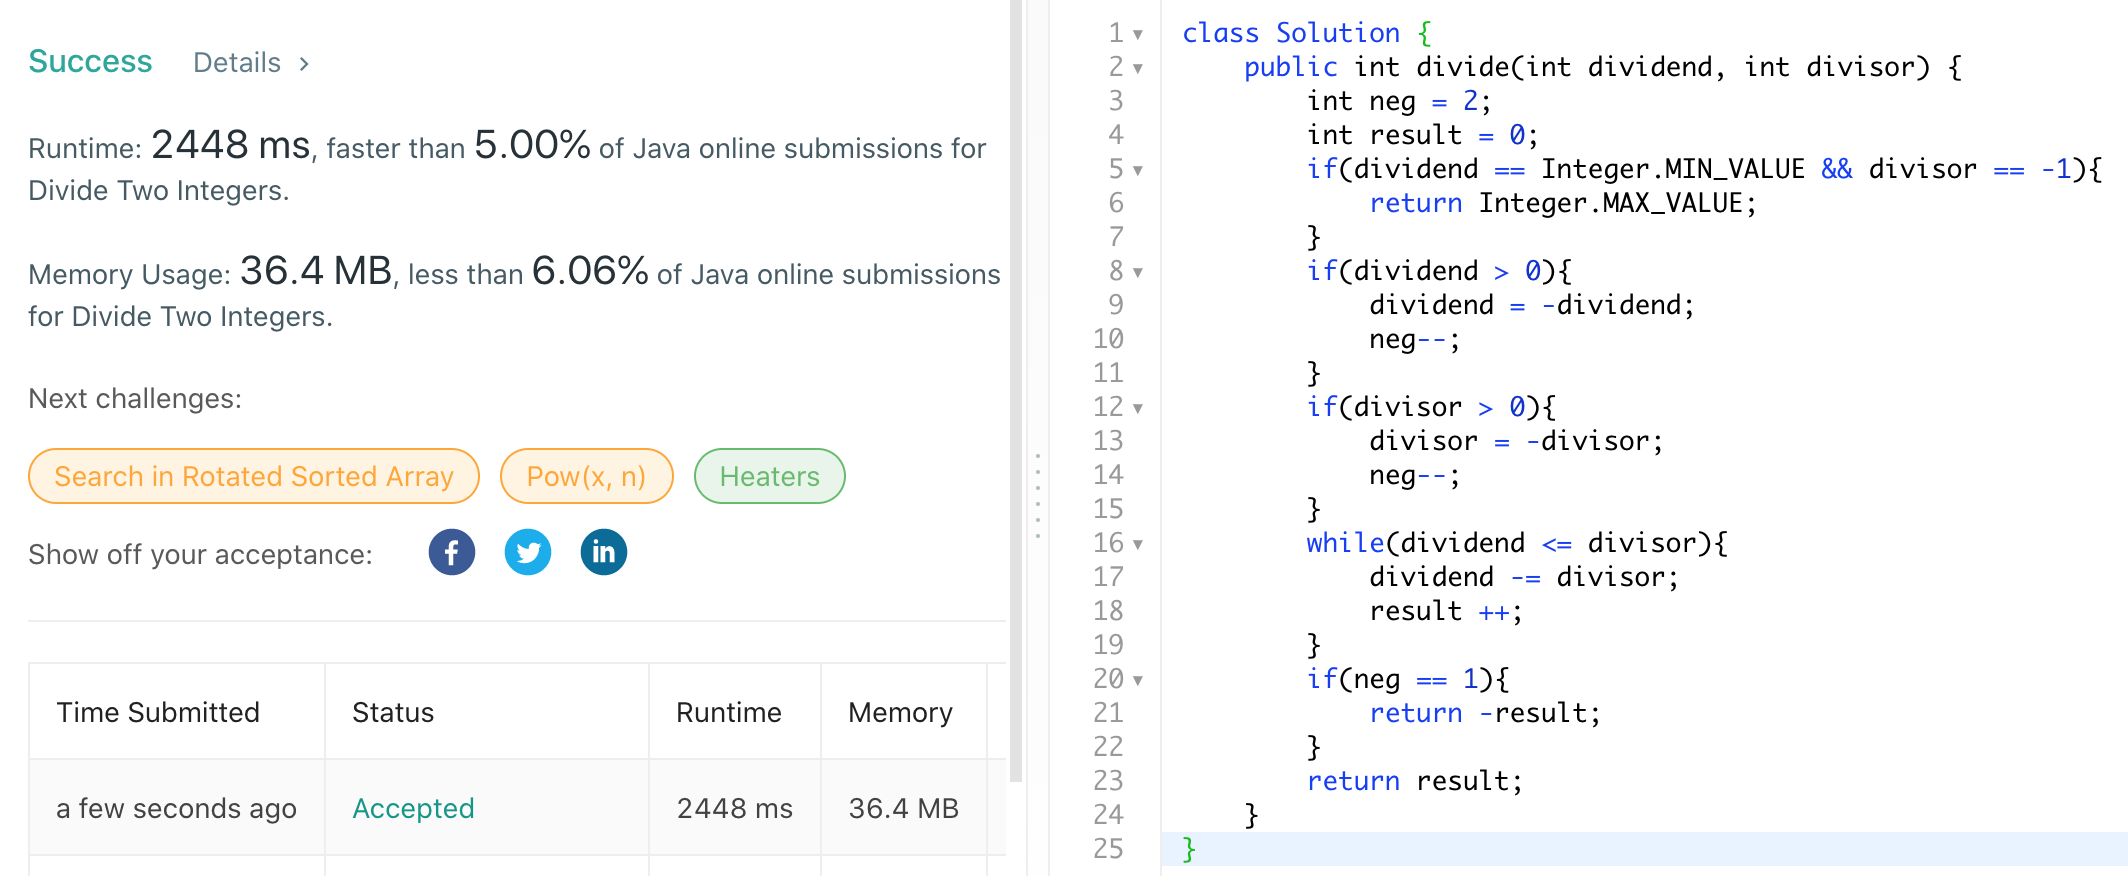 Success Details >
Runtime: 2448 ms, faster than 5.00% of Java online submissions for
Divide Two Integers.
Memory Usage: 36.4 MB, less than 6.06% of Java online submissions
for Divide Two Integers.
Next challenges:
Search in Rotated Sorted Array Pow(x, n) Heaters
Show off your acceptance: f in
Time Submitted Status Runtime Memory
a few seconds ago Accepted 2448 ms 36.4 MB
1 class Solution {
2 public int divide(int dividend, int divisor) {
3 int neg = 2;
4 int result = 0;
5 if(dividend == Integer.MIN_VALUE && divisor == -1){
6 return Integer.MAX_VALUE;
7 }
8 if(dividend > 0){
9 dividend = -dividend;
10 neg--;
11 }
12 if(divisor > 0){
13 divisor = -divisor;
14 neg--;
15 }
16 while(dividend <= divisor){
17 dividend -= divisor;
18 result ++;
19 }
20 if(neg == 1){
21 return -result;
22 }
23 return result;
24 }
25 }